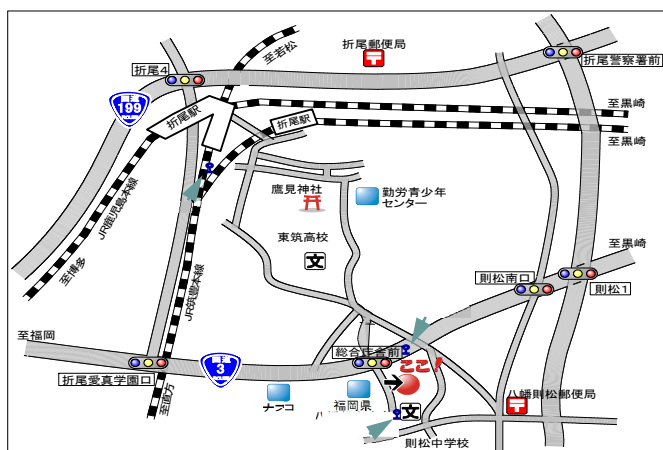 至若松
折尾郵便局
折尾警察署前
折尾4
国道
199
折尾駅
折尾駅
至黒崎
至黒崎
鷹見神社
勤労青少年
センター
JR鹿児島本線
東筑高校
文
至博多
至黒崎
則松南口
則松1
JR筑豊本線
至福岡
総合庁舎前
ここ!
国道
3
折尾愛真学園口
ナフコ
福岡県
八幡則松郵便局
文
至直方
則松中学校